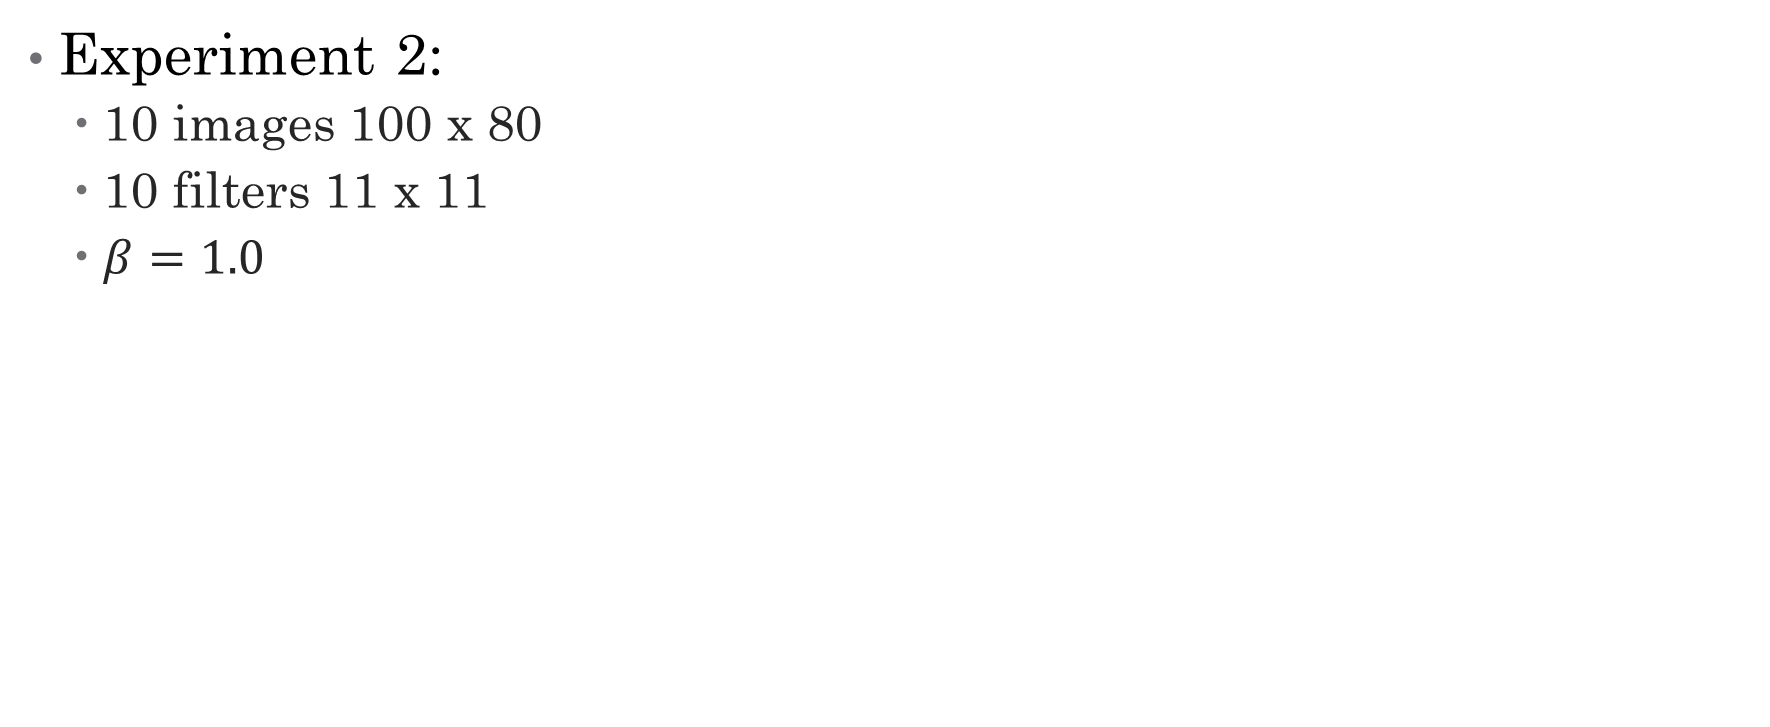 • Experiment 2:
• 10 images 100 x 80
• 10 filters 11 x 11
• β = 1.0